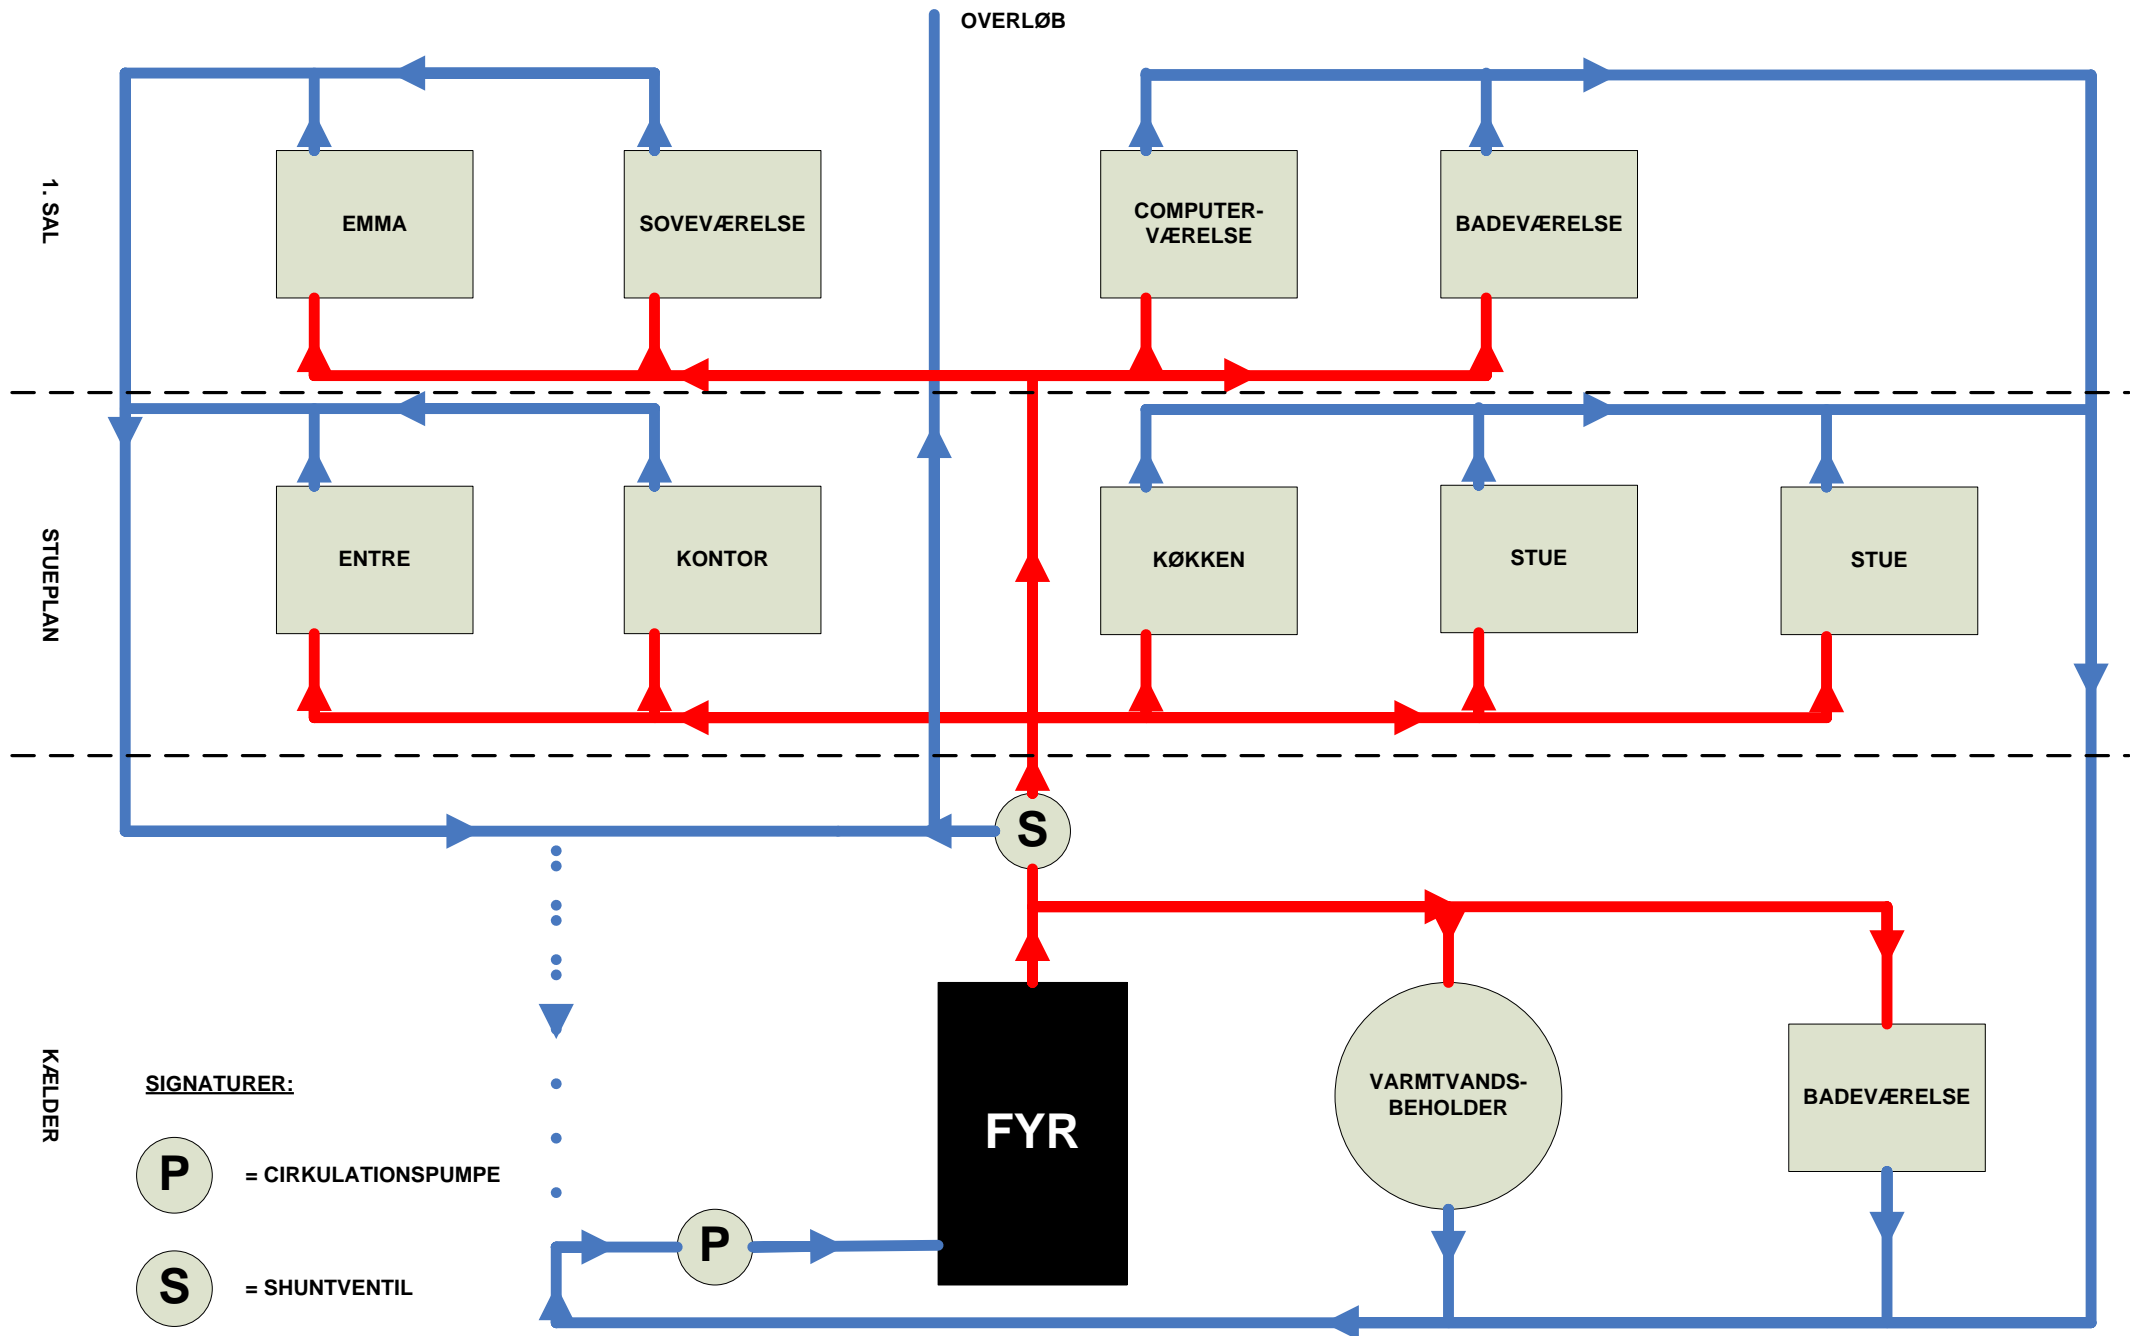 OVERLØB
1. SAL
EMMA
SOVEVÆRELSE
COMPUTER-
VÆRELSE
BADEVÆRELSE
STUEPLAN
ENTRE
KONTOR
KØKKEN
STUE
STUE
S
KÆLDER
SIGNATURER:
P
= CIRKULATIONSPUMPE
S
= SHUNTVENTIL
P
FYR
VARMTVANDS-
BEHOLDER
BADEVÆRELSE